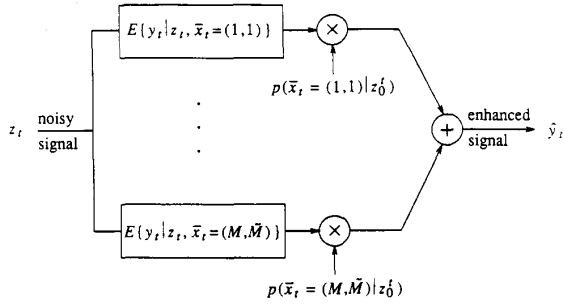 E{y_t|z_t, x̄_t=(1,1)}
×
p(x̄_t = (1,1)|z_0^t)
z_t
noisy
signal
+
enhanced
signal
ŷ_t
E{y_t|z_t, x̄_t=(M,M̃)}
×
p(x̄_t = (M,M̃)|z_0^t)